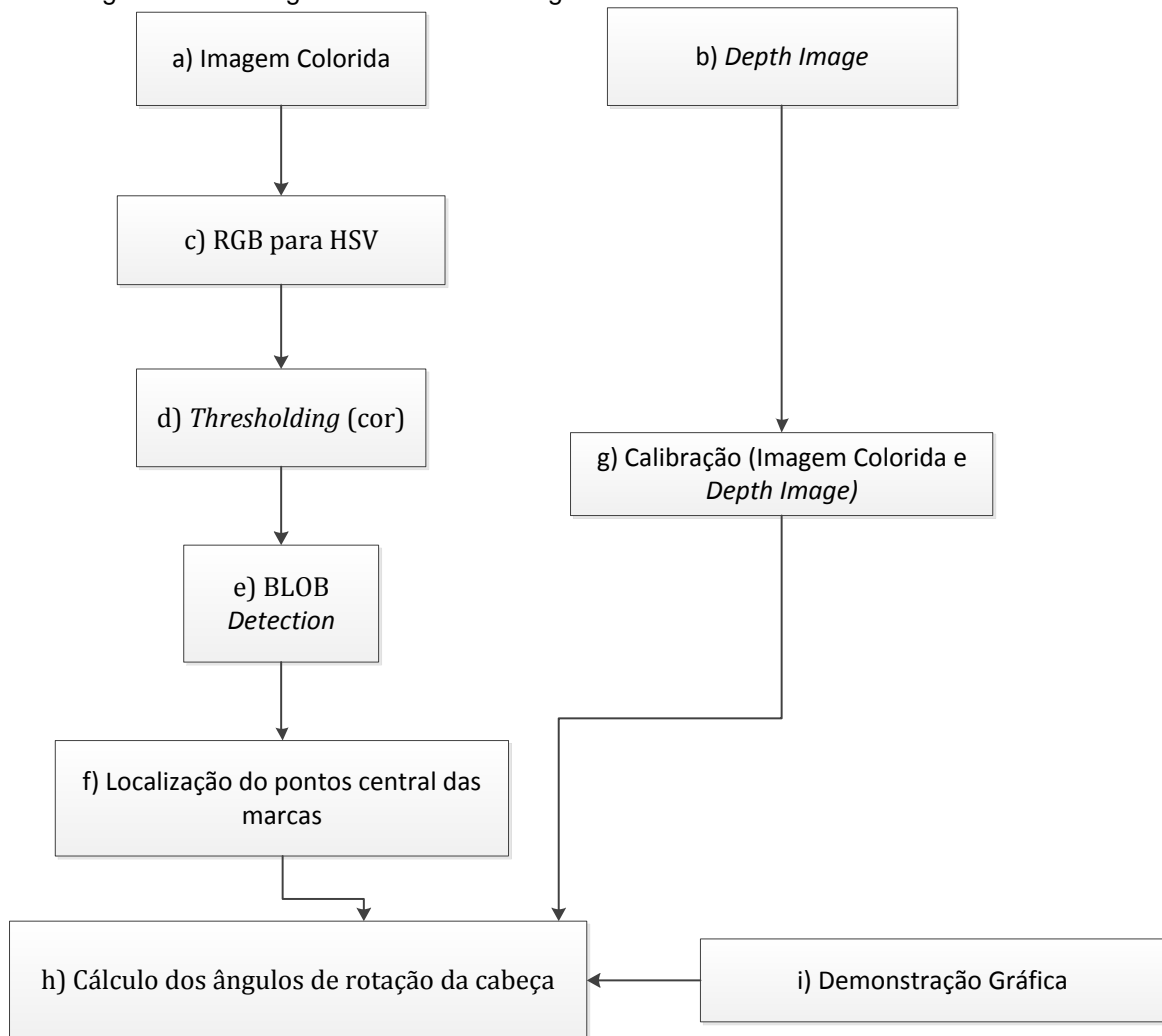 a) Imagem Colorida
b) Depth Image
c) RGB para HSV
d) Thresholding (cor)
g) Calibração (Imagem Colorida e
Depth Image)
e) BLOB
Detection
f) Localização do pontos central das
marcas
h) Cálculo dos ângulos de rotação da cabeça
i) Demonstração Gráfica